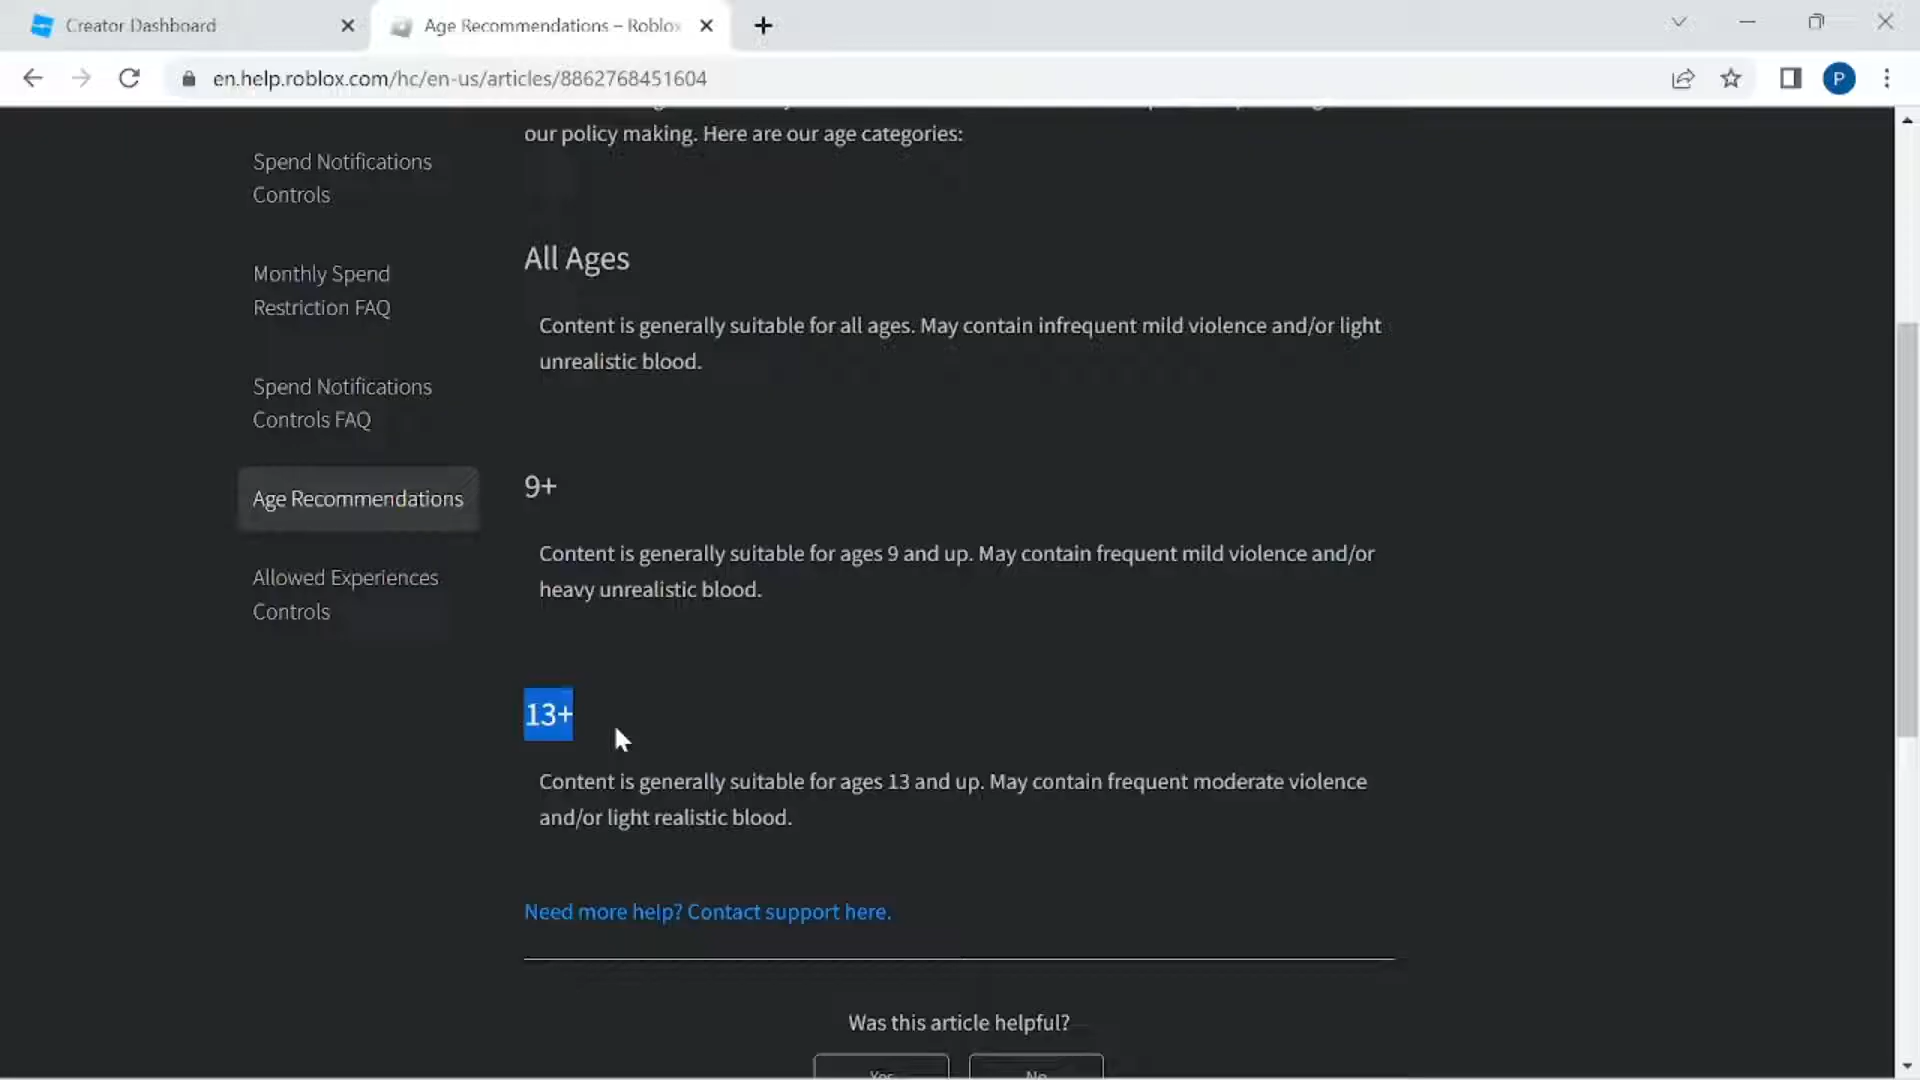 Creator Dashboard
Age Recommendations – Roblox
en.help.roblox.com/hc/en-us/articles/8862768451604
P
our policy making. Here are our age categories:
Spend Notifications
Controls
Monthly Spend
Restriction FAQ
Spend Notifications
Controls FAQ
Age Recommendations
Allowed Experiences
Controls
All Ages
Content is generally suitable for all ages. May contain infrequent mild violence and/or light
unrealistic blood.
9+
Content is generally suitable for ages 9 and up. May contain frequent mild violence and/or
heavy unrealistic blood.
13+
Content is generally suitable for ages 13 and up. May contain frequent moderate violence
and/or light realistic blood.
Need more help? Contact support here.
Was this article helpful?
Yes
No